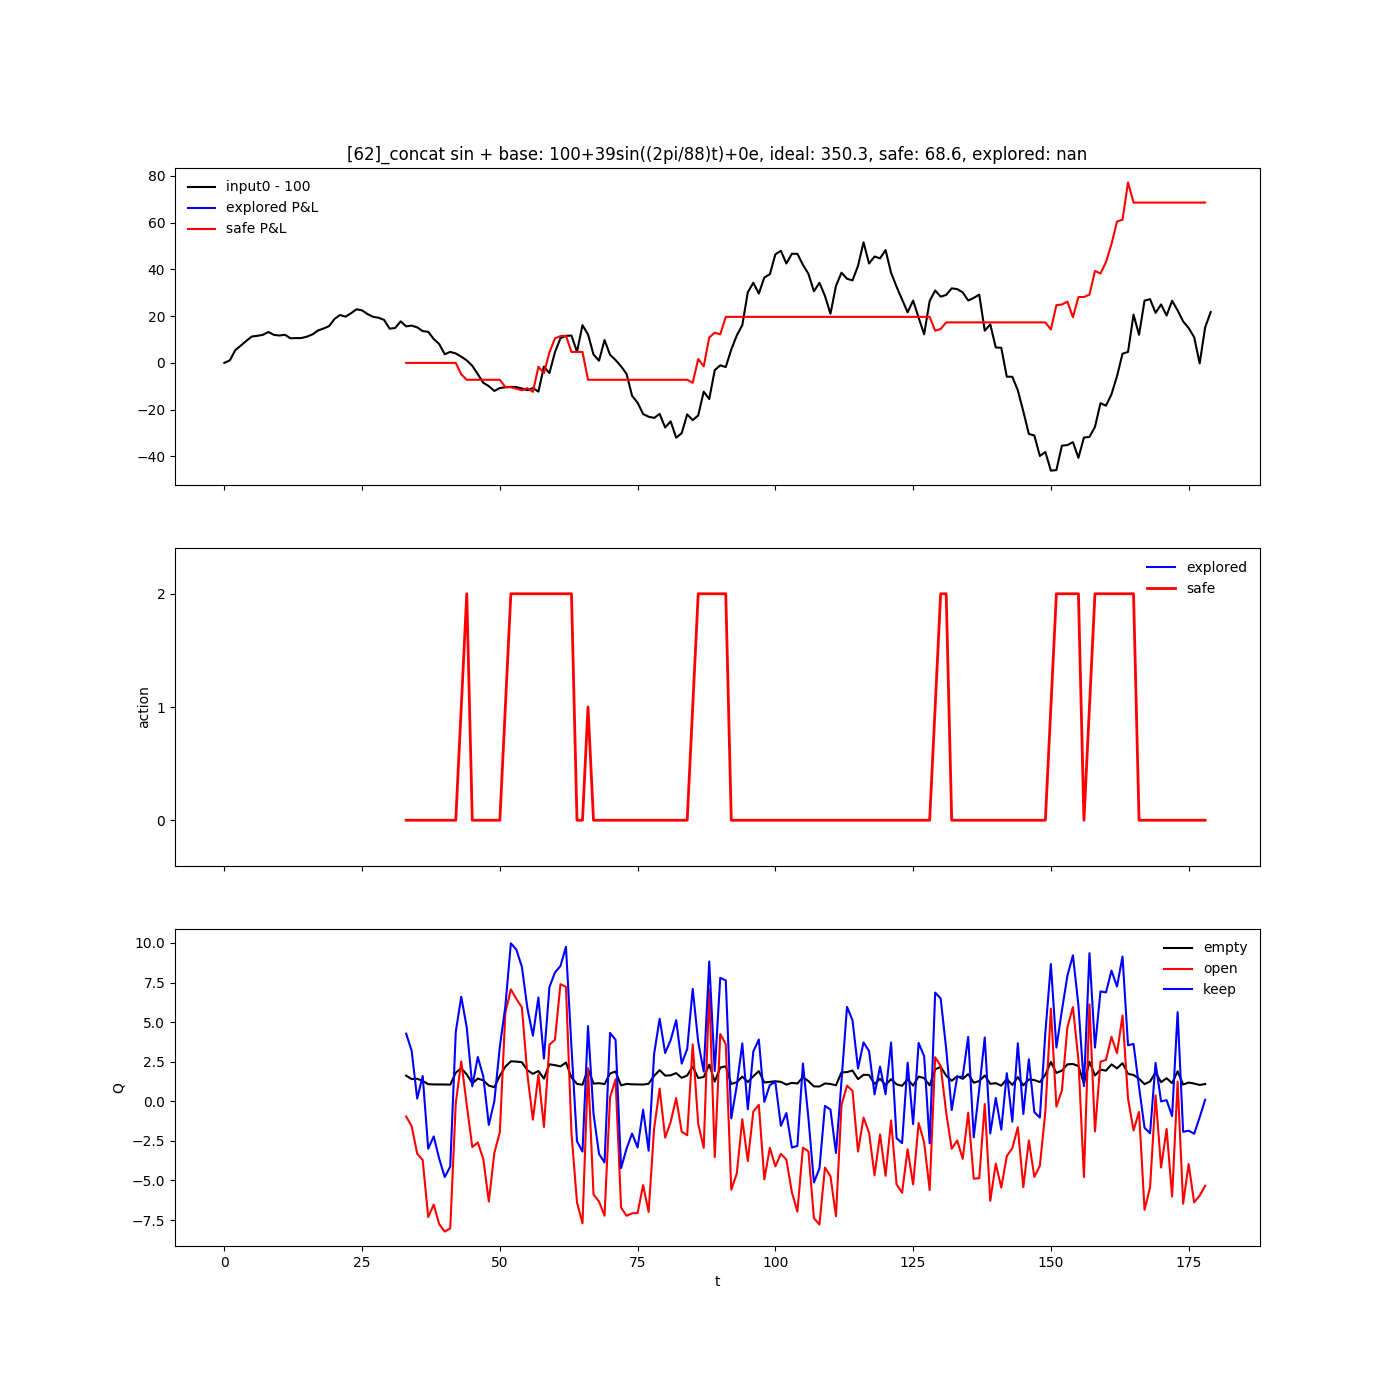 [62]_concat sin + base: 100+39sin((2pi/88)t)+0e, ideal: 350.3, safe: 68.6, explored: nan
80
60
40
20
0
−20
−40
input0 - 100
explored P&L
safe P&L
2
1
0
action
explored
safe
10.0
7.5
5.0
2.5
0.0
−2.5
−5.0
−7.5
Q
empty
open
keep
0
25
50
75
100
125
150
175
t